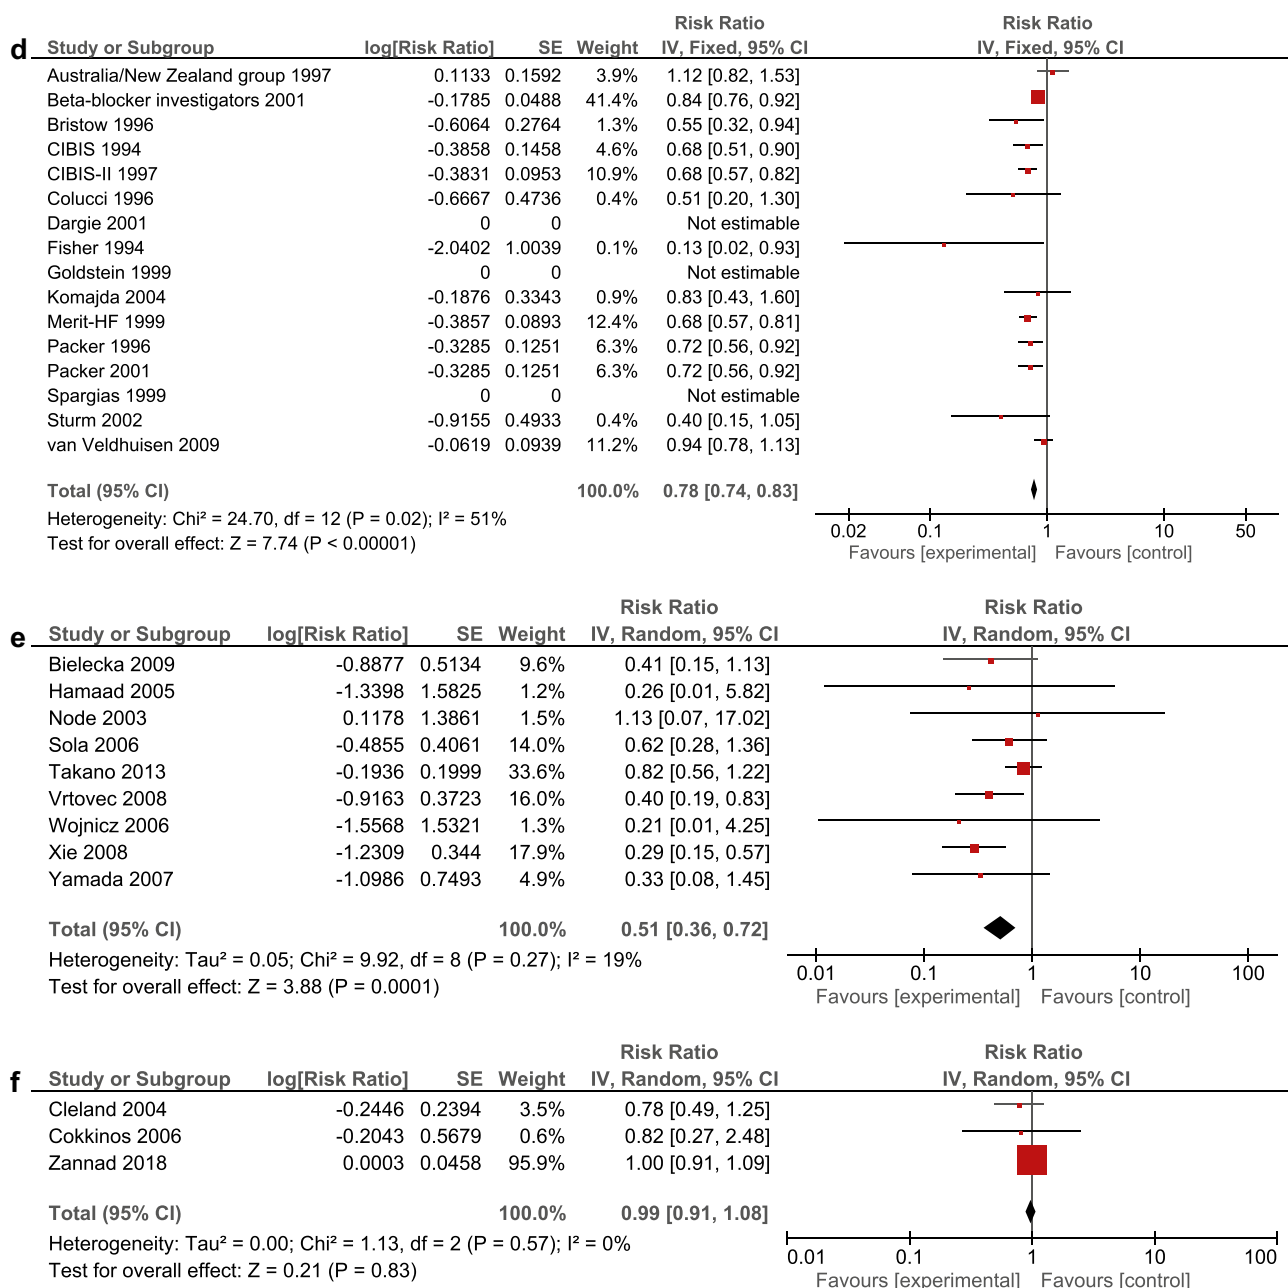 Risk Ratio Risk Ratio
d Study or Subgroup log[Risk Ratio] SE Weight IV, Fixed, 95% CI IV, Fixed, 95% CI
Australia/New Zealand group 1997 0.1133 0.1592 3.9% 1.12 [0.82, 1.53]
Beta-blocker investigators 2001 -0.1785 0.0488 41.4% 0.84 [0.76, 0.92]
Bristow 1996 -0.6064 0.2764 1.3% 0.55 [0.32, 0.94]
CIBIS 1994 -0.3858 0.1458 4.6% 0.68 [0.51, 0.90]
CIBIS-II 1997 -0.3831 0.0953 10.9% 0.68 [0.57, 0.82]
Colucci 1996 -0.6667 0.4736 0.4% 0.51 [0.20, 1.30]
Dargie 2001 0 0 Not estimable
Fisher 1994 -2.0402 1.0039 0.1% 0.13 [0.02, 0.93]
Goldstein 1999 0 0 Not estimable
Komajda 2004 -0.1876 0.3343 0.9% 0.83 [0.43, 1.60]
Merit-HF 1999 -0.3857 0.0893 12.4% 0.68 [0.57, 0.81]
Packer 1996 -0.3285 0.1251 6.3% 0.72 [0.56, 0.92]
Packer 2001 -0.3285 0.1251 6.3% 0.72 [0.56, 0.92]
Spargias 1999 0 0 Not estimable
Sturm 2002 -0.9155 0.4933 0.4% 0.40 [0.15, 1.05]
van Veldhuisen 2009 -0.0619 0.0939 11.2% 0.94 [0.78, 1.13]
Total (95% CI) 100.0% 0.78 [0.74, 0.83]
Heterogeneity: Chi² = 24.70, df = 12 (P = 0.02); I² = 51%
Test for overall effect: Z = 7.74 (P < 0.00001)
0.02 0.1 1 10 50
Favours [experimental] Favours [control]
Risk Ratio Risk Ratio
e Study or Subgroup log[Risk Ratio] SE Weight IV, Random, 95% CI IV, Random, 95% CI
Bielecka 2009 -0.8877 0.5134 9.6% 0.41 [0.15, 1.13]
Hamaad 2005 -1.3398 1.5825 1.2% 0.26 [0.01, 5.82]
Node 2003 0.1178 1.3861 1.5% 1.13 [0.07, 17.02]
Sola 2006 -0.4855 0.4061 14.0% 0.62 [0.28, 1.36]
Takano 2013 -0.1936 0.1999 33.6% 0.82 [0.56, 1.22]
Vrtovec 2008 -0.9163 0.3723 16.0% 0.40 [0.19, 0.83]
Wojnicz 2006 -1.5568 1.5321 1.3% 0.21 [0.01, 4.25]
Xie 2008 -1.2309 0.344 17.9% 0.29 [0.15, 0.57]
Yamada 2007 -1.0986 0.7493 4.9% 0.33 [0.08, 1.45]
Total (95% CI) 100.0% 0.51 [0.36, 0.72]
Heterogeneity: Tau² = 0.05; Chi² = 9.92, df = 8 (P = 0.27); I² = 19%
Test for overall effect: Z = 3.88 (P = 0.0001)
0.01 0.1 1 10 100
Favours [experimental] Favours [control]
Risk Ratio Risk Ratio
f Study or Subgroup log[Risk Ratio] SE Weight IV, Random, 95% CI IV, Random, 95% CI
Cleland 2004 -0.2446 0.2394 3.5% 0.78 [0.49, 1.25]
Cokkinos 2006 -0.2043 0.5679 0.6% 0.82 [0.27, 2.48]
Zannad 2018 0.0003 0.0458 95.9% 1.00 [0.91, 1.09]
Total (95% CI) 100.0% 0.99 [0.91, 1.08]
Heterogeneity: Tau² = 0.00; Chi² = 1.13, df = 2 (P = 0.57); I² = 0%
Test for overall effect: Z = 0.21 (P = 0.83)
0.01 0.1 1 10 100
Favours [experimental] Favours [control]